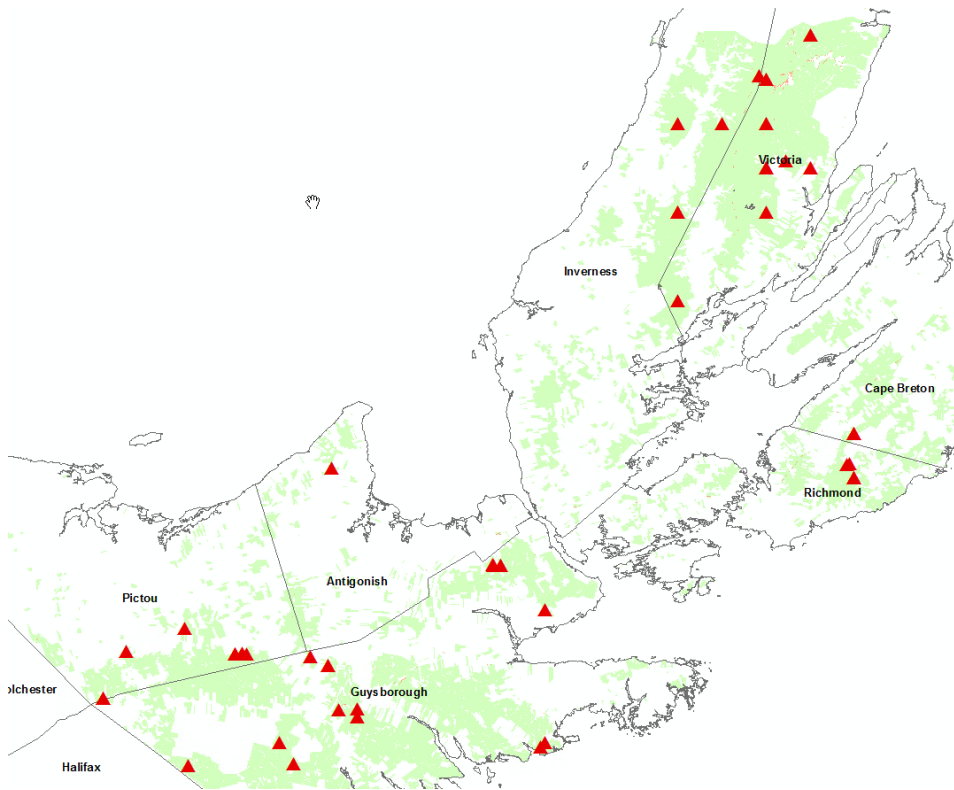 Victoria
Inverness
Cape Breton
Richmond
Antigonish
Pictou
olchester
Guysborough
Halifax